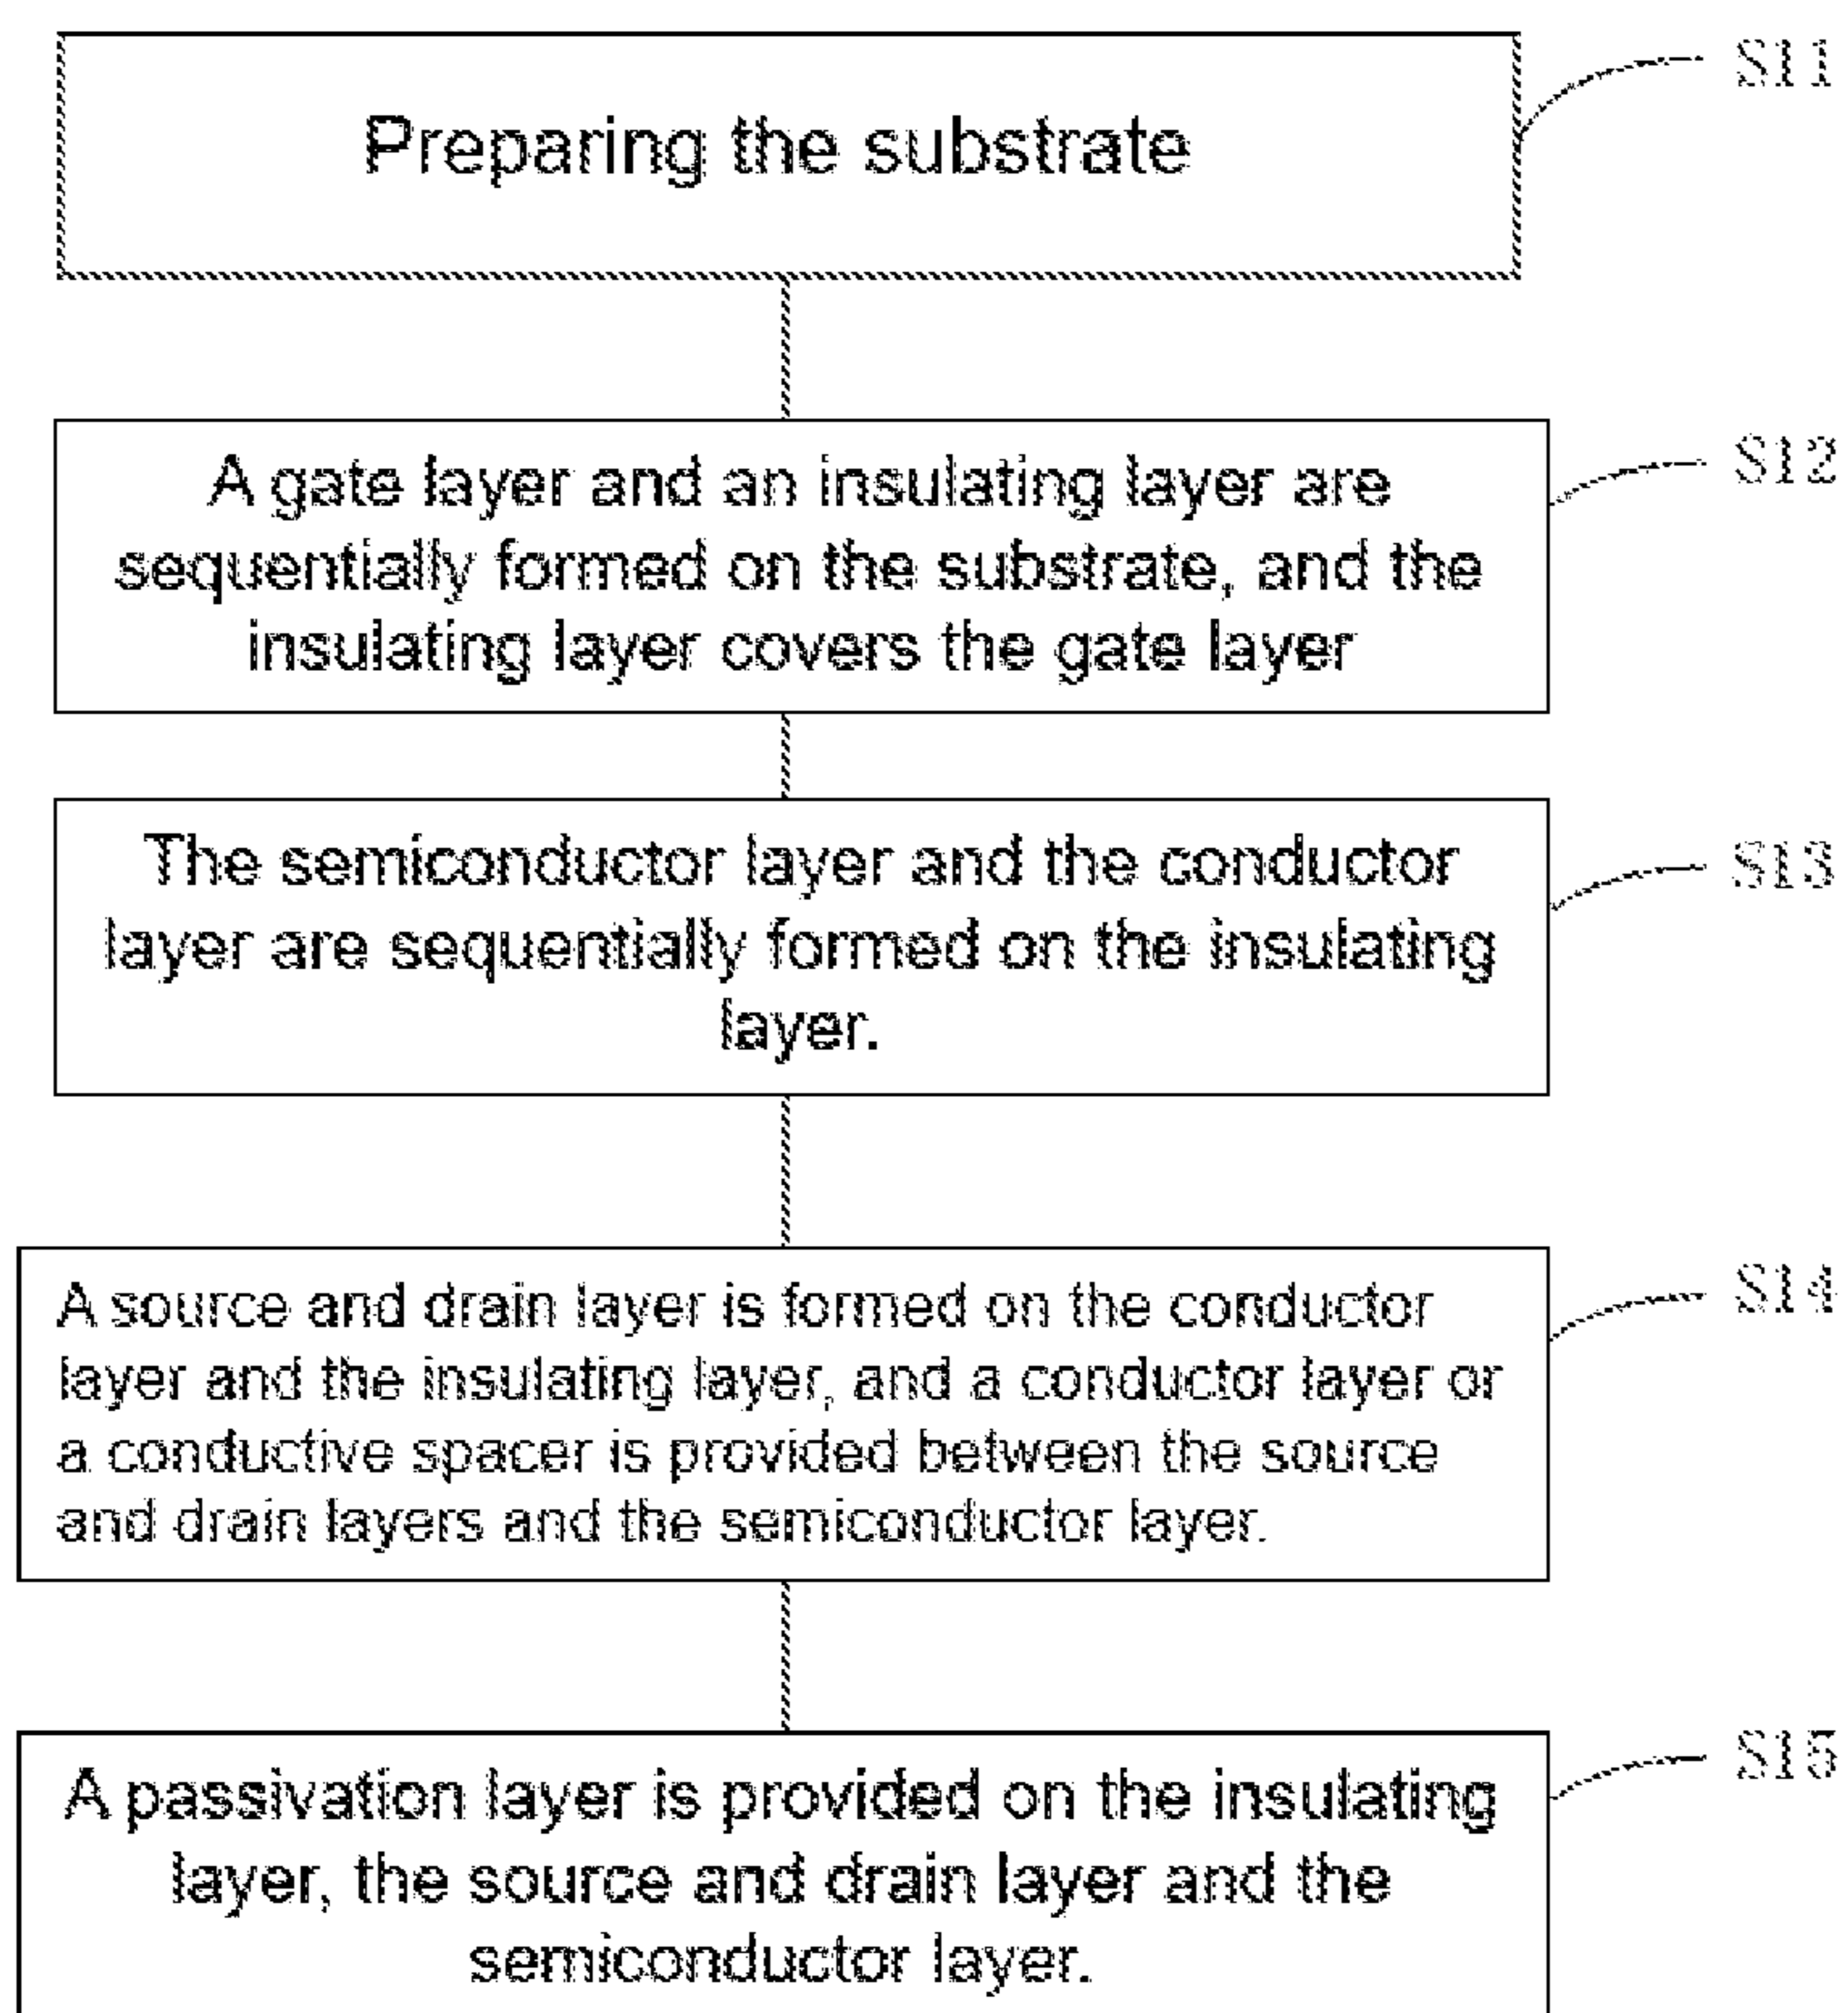 Preparing the substrate
S11
A gate layer and an insulating layer are
sequentially formed on the substrate, and the
insulating layer covers the gate layer
S12
The semiconductor layer and the conductor
layer are sequentially formed on the insulating
layer.
S13
A source and drain layer is formed on the conductor
layer and the insulating layer, and a conductor layer or
a conductive spacer is provided between the source
and drain layers and the semiconductor layer.
S14
A passivation layer is provided on the insulating
layer, the source and drain layer and the
semiconductor layer.
S15